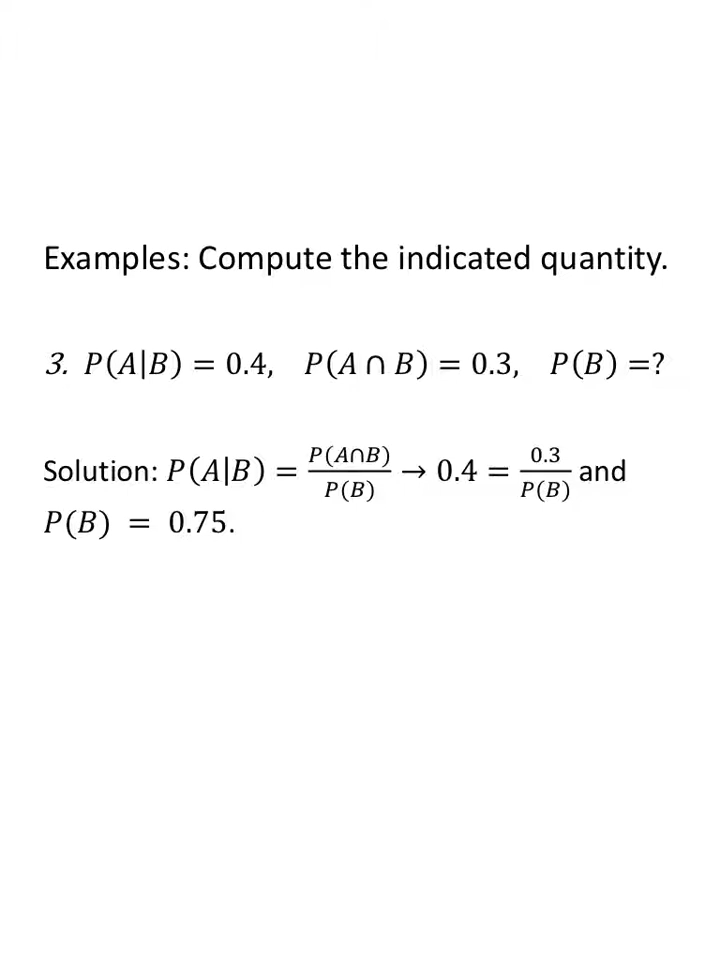 Examples: Compute the indicated quantity.
3. P(A|B) = 0.4, P(A ∩ B) = 0.3, P(B) =?
Solution: P(A|B) = P(A∩B)/P(B) → 0.4 = 0.3/P(B) and
P(B) = 0.75.